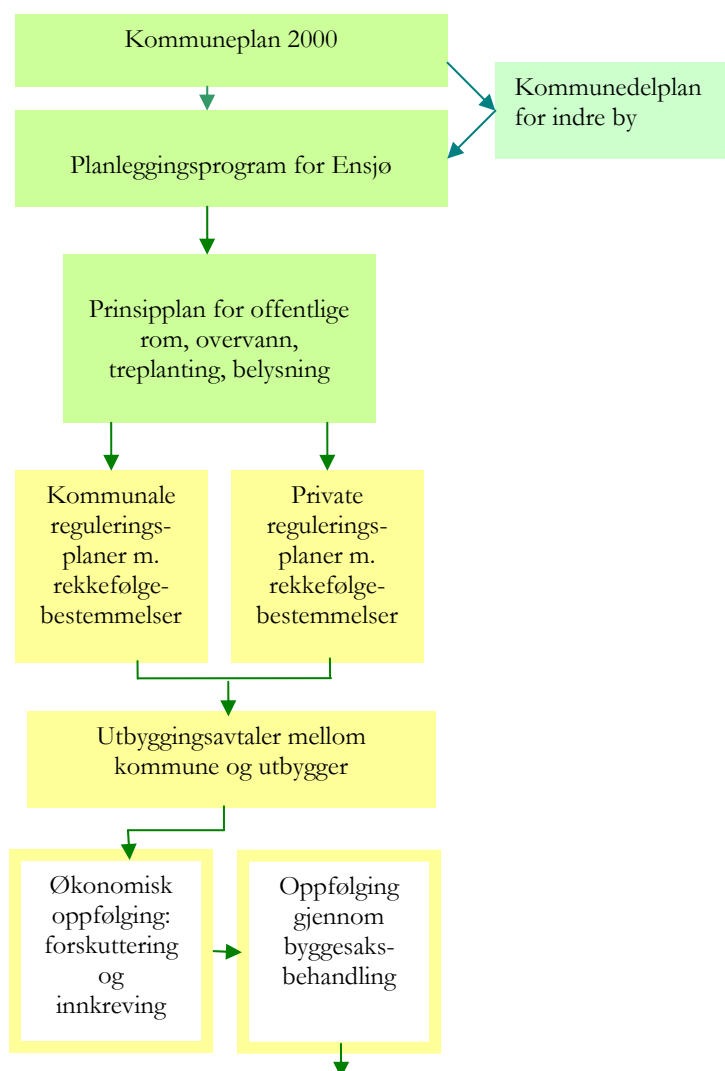 Kommuneplan 2000
Kommunedelplan
for indre by
Planleggingsprogram for Ensjø
Prinsipplan for offentlige
rom, overvann,
treplanting, belysning
Kommunale
regulerings-
planer m.
rekkefølge-
bestemmelser
Private
regulerings-
planer m.
rekkefølge-
bestemmelser
Utbyggingsavtaler mellom
kommune og utbygger
Økonomisk
oppfølging:
forskuttering
og
innkreving
Oppfølging
gjennom
byggesaks-
behandling